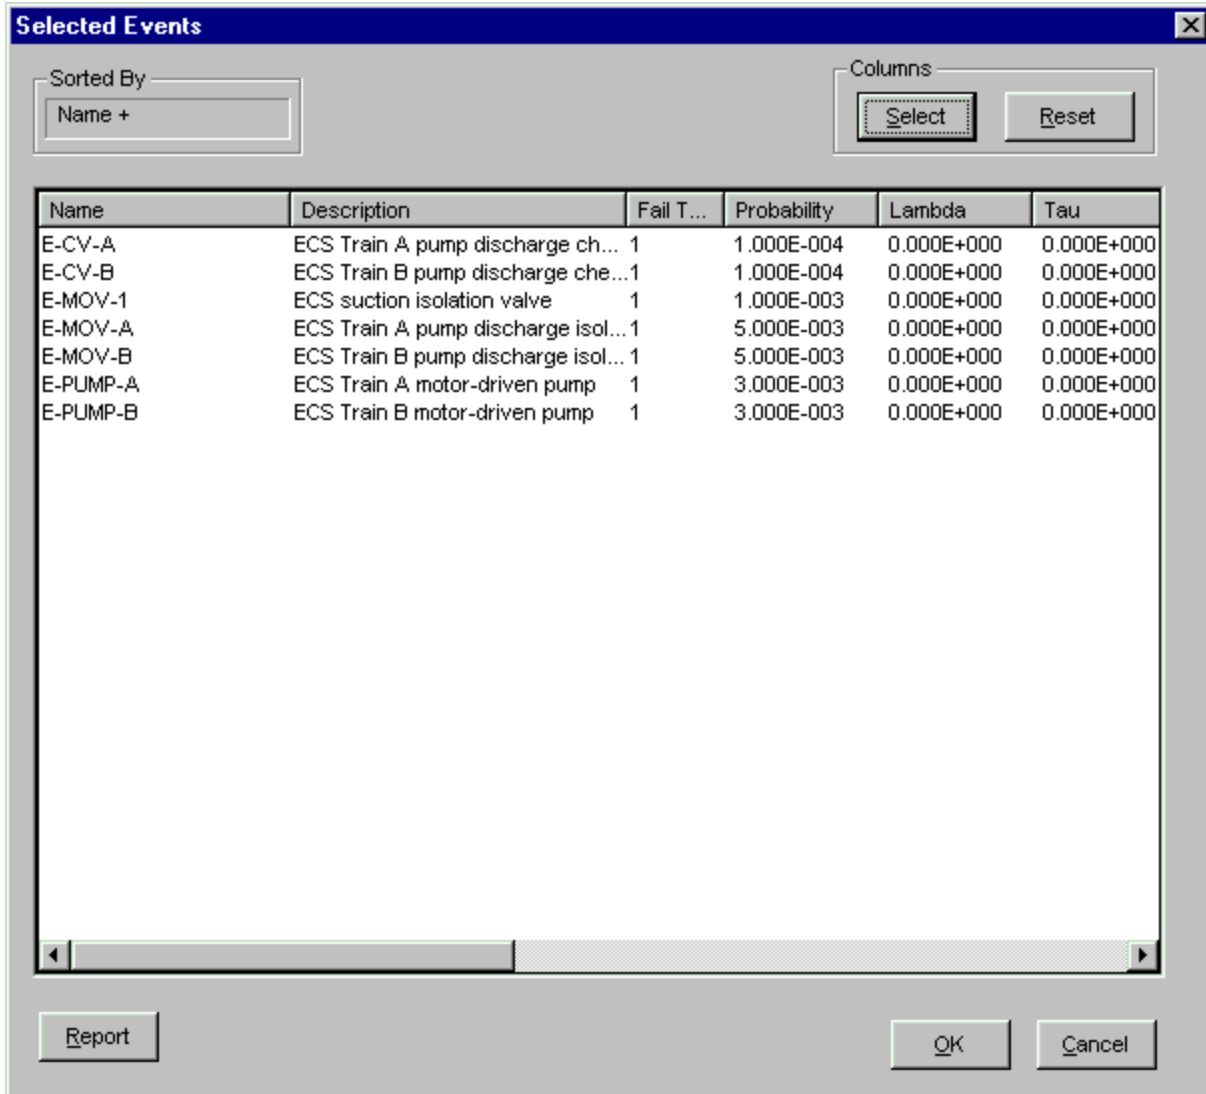 Selected Events
Sorted By
Name +
Columns
Select Reset
Name Description Fail T... Probability Lambda Tau
E-CV-A ECS Train A pump discharge ch... 1 1.000E-004 0.000E+000 0.000E+000
E-CV-B ECS Train B pump discharge che... 1 1.000E-004 0.000E+000 0.000E+000
E-MOV-1 ECS suction isolation valve 1 1.000E-003 0.000E+000 0.000E+000
E-MOV-A ECS Train A pump discharge isol... 1 5.000E-003 0.000E+000 0.000E+000
E-MOV-B ECS Train B pump discharge isol... 1 5.000E-003 0.000E+000 0.000E+000
E-PUMP-A ECS Train A motor-driven pump 1 3.000E-003 0.000E+000 0.000E+000
E-PUMP-B ECS Train B motor-driven pump 1 3.000E-003 0.000E+000 0.000E+000
Report OK Cancel